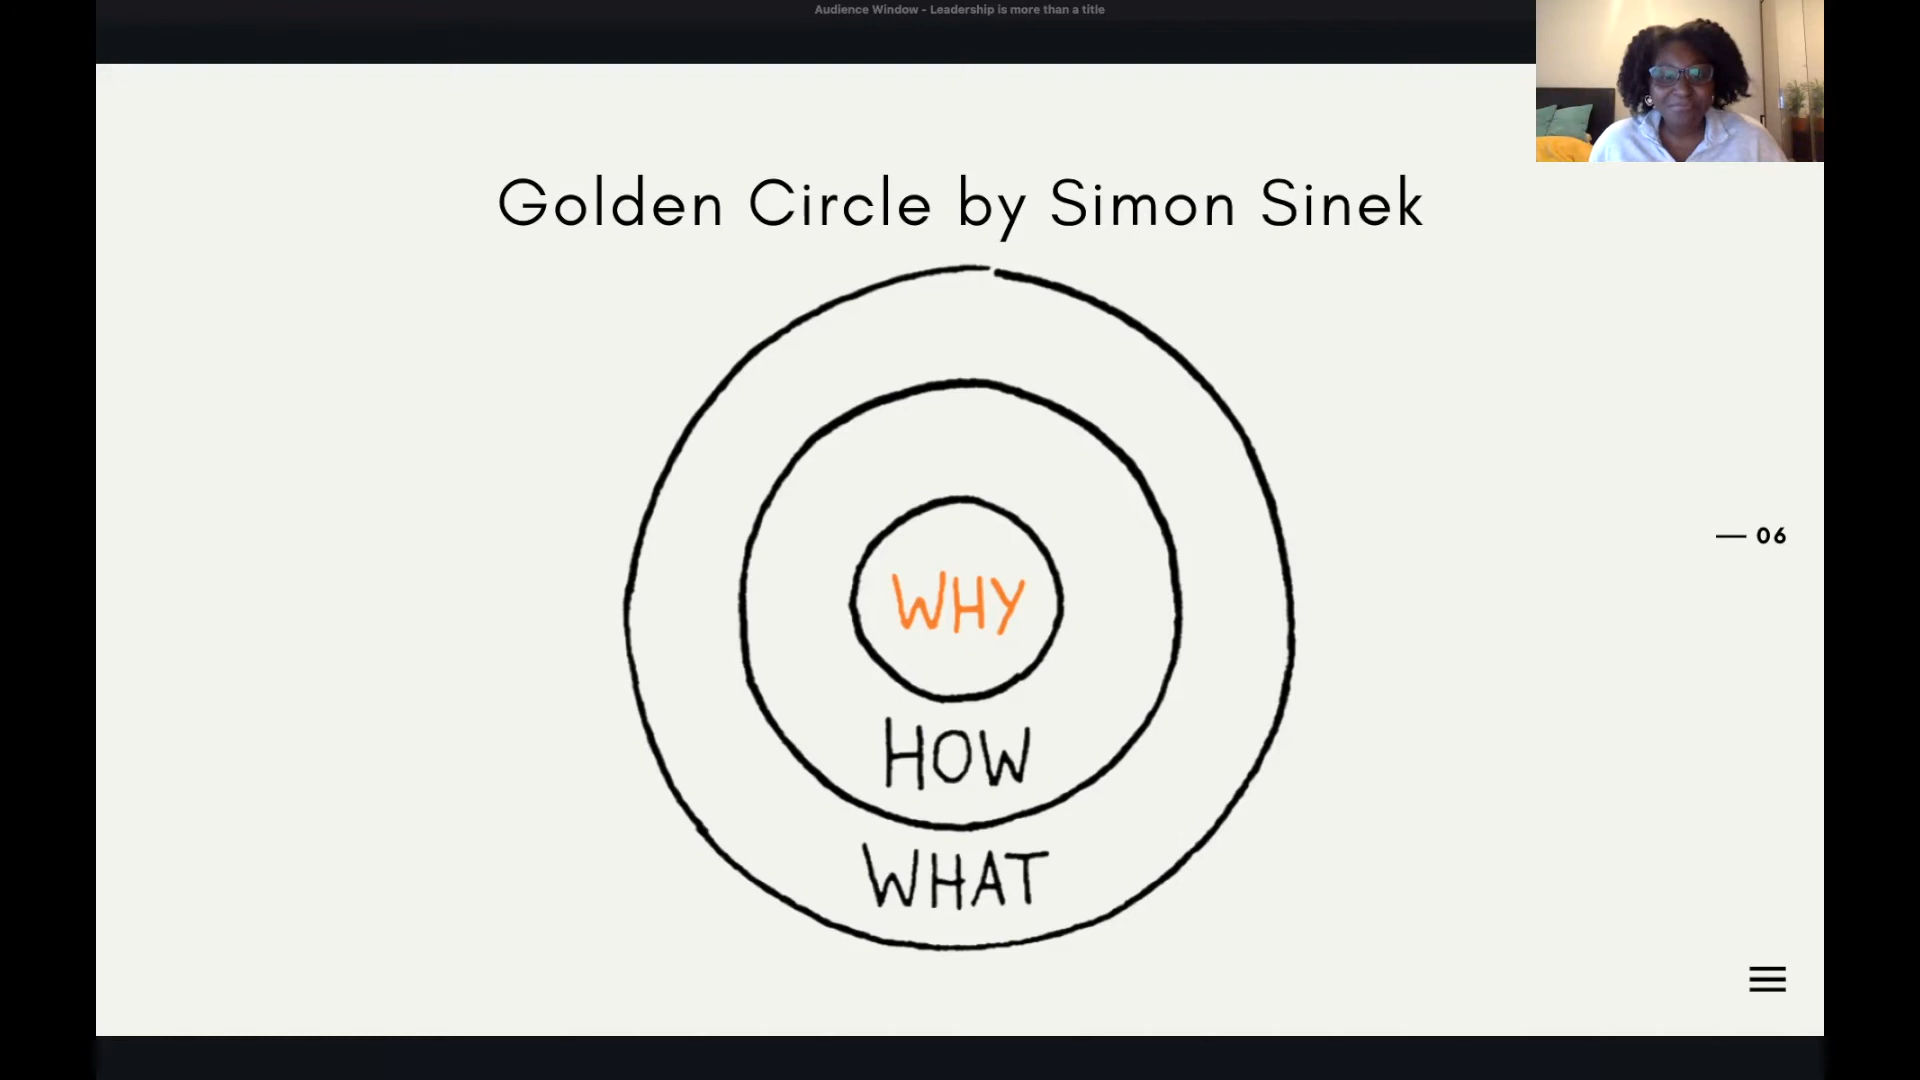 Audience Window - Leadership is more than a title
Golden Circle by Simon Sinek
WHY
HOW
WHAT
— 06